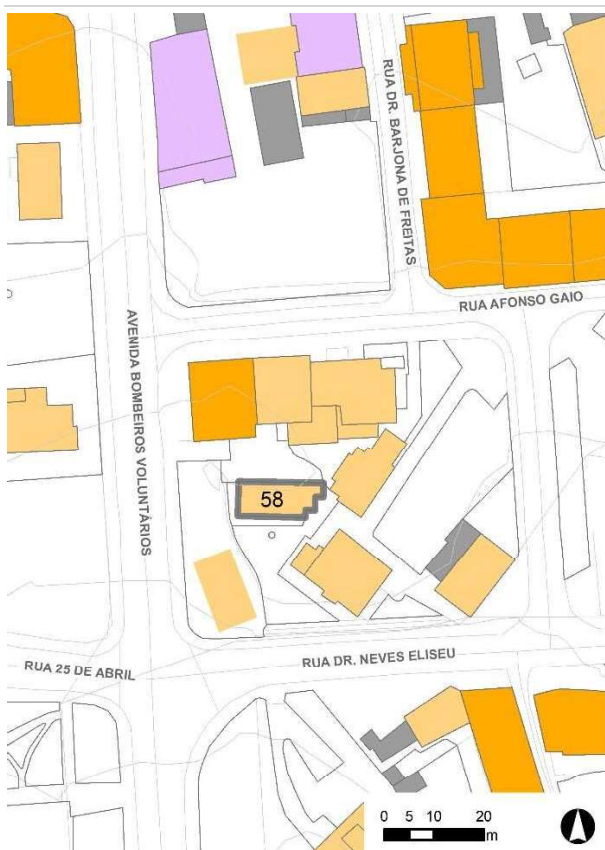 RUA DR. BARJONA DE FREITAS
RUA AFONSO GAIO
AVENIDA BOMBEIROS VOLUNTÁRIOS
58
RUA 25 DE ABRIL
RUA DR. NEVES ELISEU
0 5 10 20
m